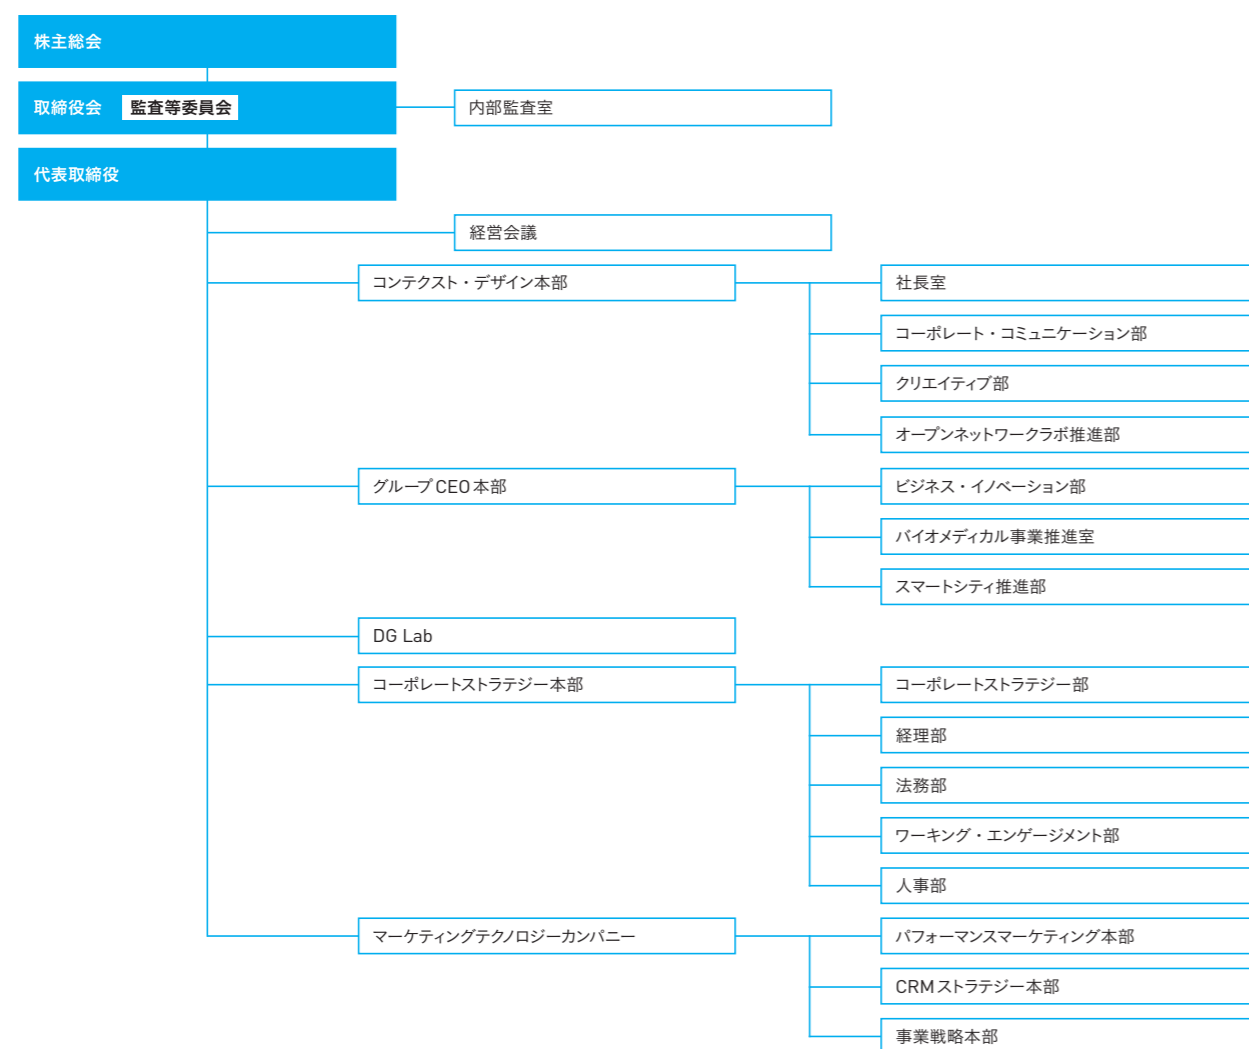 株主総会
取締役会 監査等委員会
内部監査室
代表取締役
経営会議
コンテクスト・デザイン本部
社長室
コーポレート・コミュニケーション部
クリエイティブ部
オープンネットワークラボ推進部
グループCEO本部
ビジネス・イノベーション部
バイオメディカル事業推進室
スマートシティ推進部
DG Lab
コーポレートストラテジー本部
コーポレートストラテジー部
経理部
法務部
ワーキング・エンゲージメント部
人事部
マーケティングテクノロジーカンパニー
パフォーマンスマーケティング本部
CRMストラテジー本部
事業戦略本部